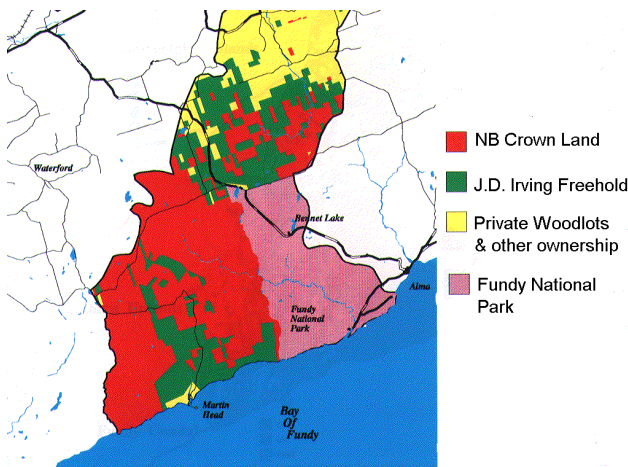 Waterford
Bennet Lake
Alma
Fundy
National
Park
Martin
Head
Bay
Of
Fundy
NB Crown Land
J.D. Irving Freehold
Private Woodlots
& other ownership
Fundy National
Park